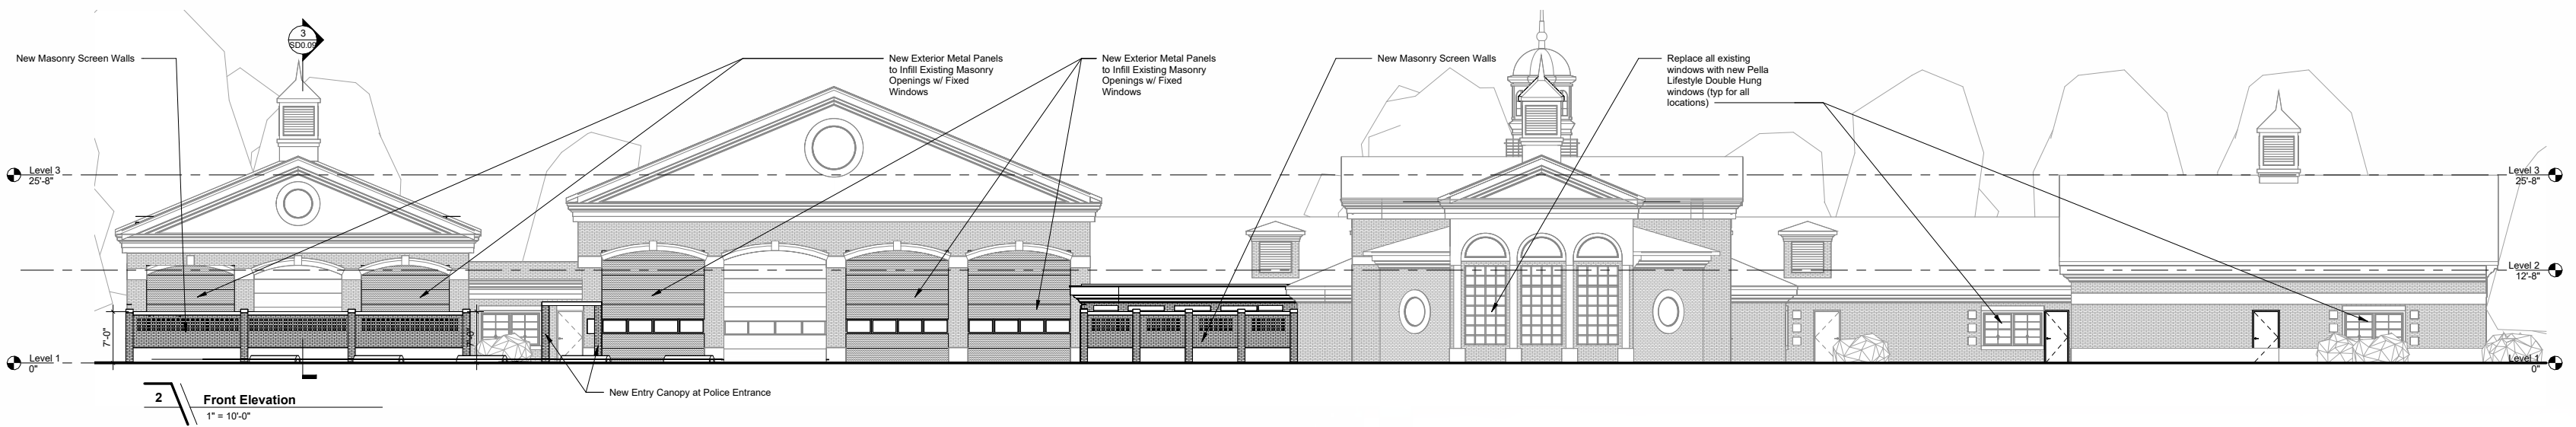 3
SD0.09
New Masonry Screen Walls
New Exterior Metal Panels
to Infill Existing Masonry
Openings w/ Fixed
Windows
New Exterior Metal Panels
to Infill Existing Masonry
Openings w/ Fixed
Windows
New Masonry Screen Walls
Replace all existing
windows with new Pella
Lifestyle Double Hung
windows (typ for all
locations)
Level 3
25'-8"
Level 3
25'-8"
Level 2
12'-8"
7'-0"
7'-0"
Level 1
0"
Level 1
0"
New Entry Canopy at Police Entrance
2
Front Elevation
1" = 10'-0"